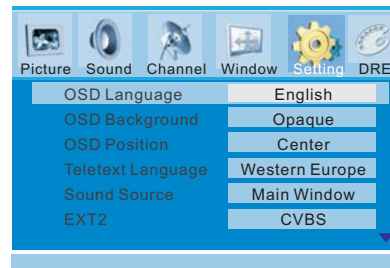 Picture Sound Channel Window Setting DRE
OSD Language English
OSD Background Opaque
OSD Position Center
Teletext Language Western Europe
Sound Source Main Window
EXT2 CVBS